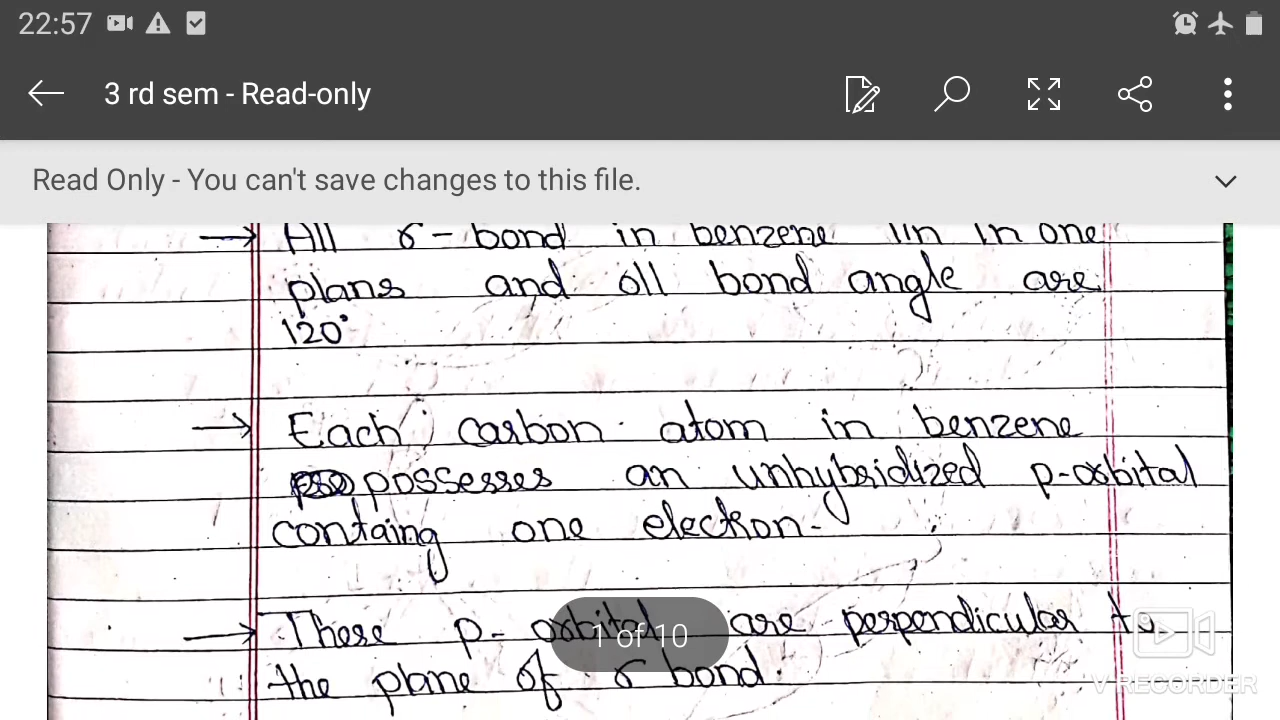 22:57
3 rd sem - Read-only
Read Only - You can't save changes to this file.
→ All σ - bond in benzene lin in one
plans and all bond angle are
120°
→ Each carbon atom in benzene
possesses an unhybridized p-orbital
containg one electron.
→ These p- orbital are perpendicular to
1 of 10
the plane of σ bond.
V RECORDER